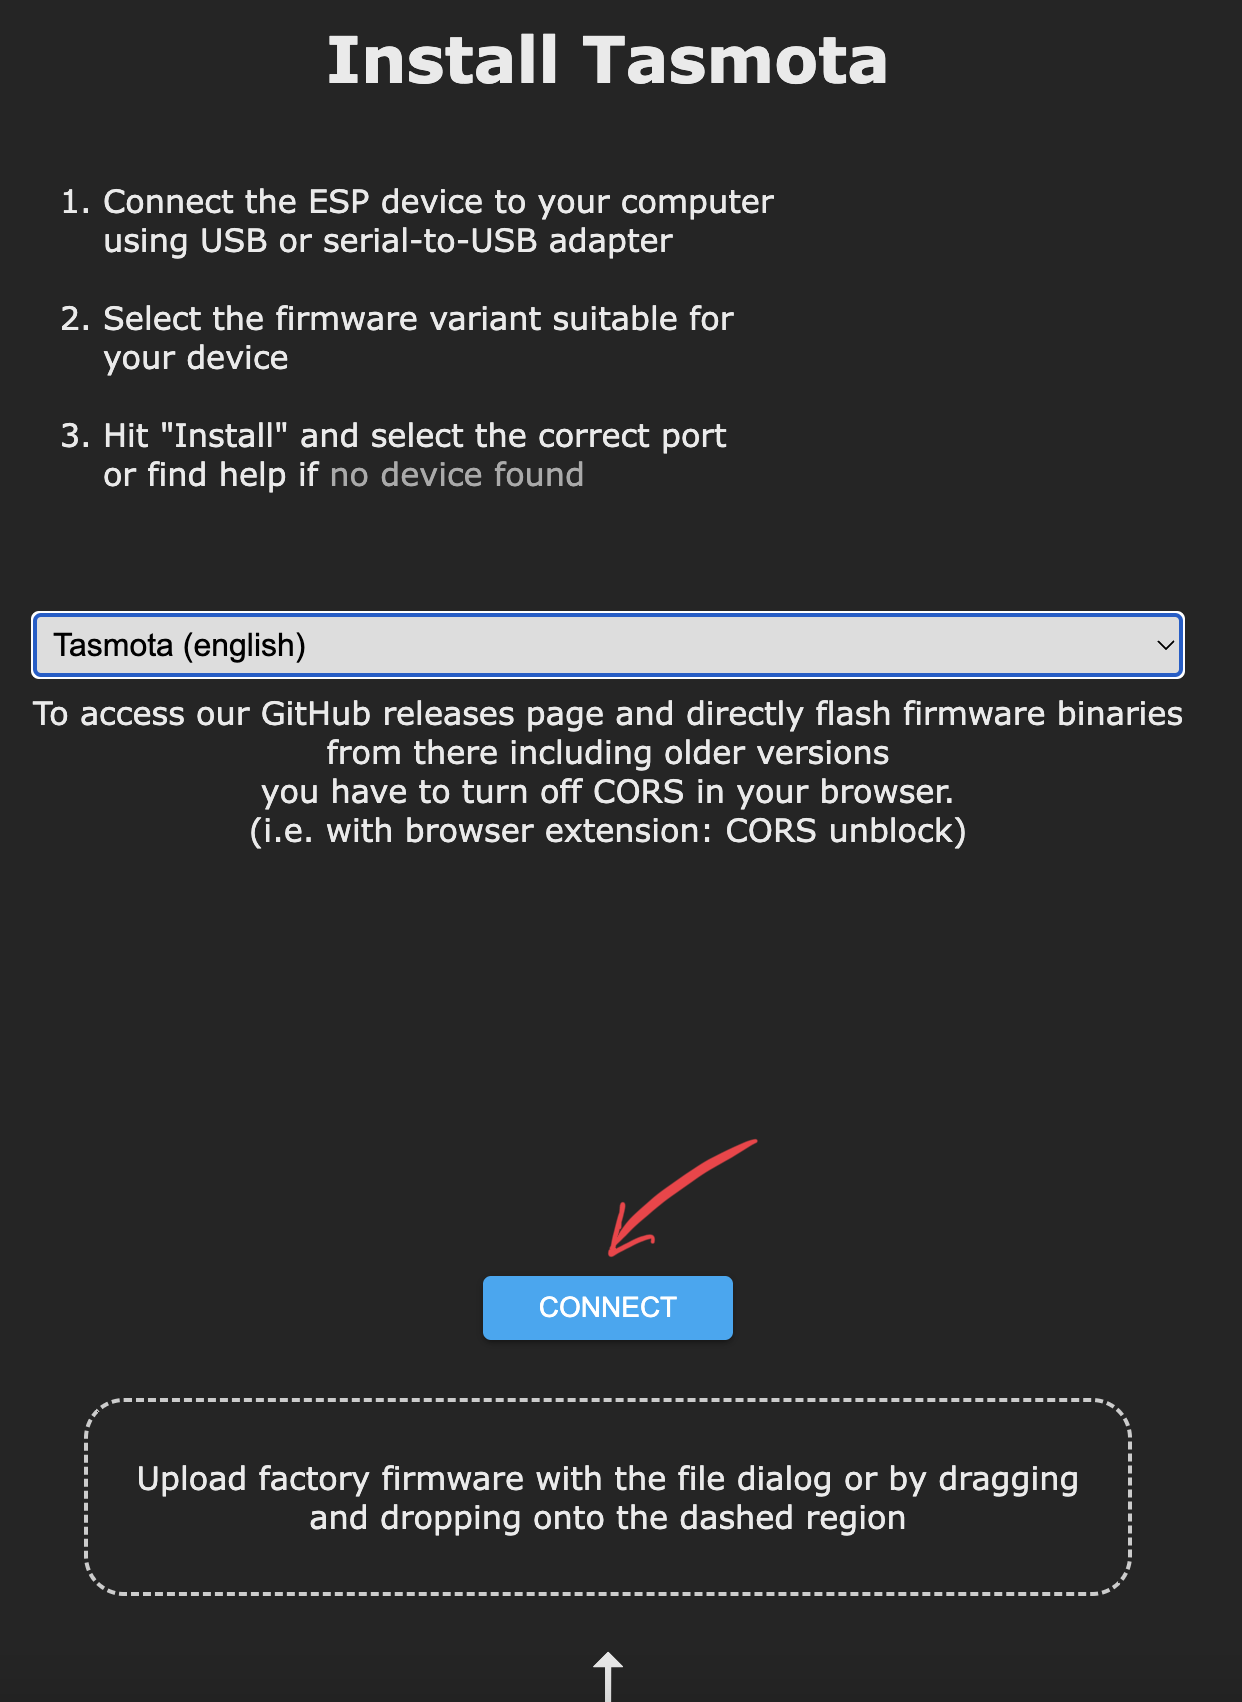 Install Tasmota
1. Connect the ESP device to your computer
using USB or serial-to-USB adapter
2. Select the firmware variant suitable for
your device
3. Hit "Install" and select the correct port
or find help if no device found
Tasmota (english)
To access our GitHub releases page and directly flash firmware binaries
from there including older versions
you have to turn off CORS in your browser.
(i.e. with browser extension: CORS unblock)
CONNECT
Upload factory firmware with the file dialog or by dragging
and dropping onto the dashed region